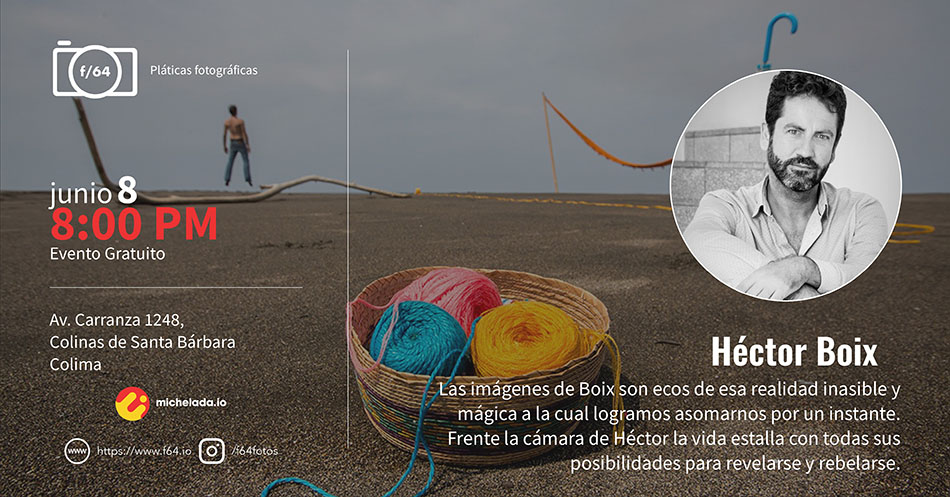 f/64
Pláticas fotográficas
junio 8
8:00 PM
Evento Gratuito
Av. Carranza 1248,
Colinas de Santa Bárbara
Colima
michelada.io
www
https://www.f64.io
/f64fotos
Héctor Boix
Las imágenes de Boix son ecos de esa realidad inasible y
mágica a la cual logramos asomarnos por un instante.
Frente la cámara de Héctor la vida estalla con todas sus
posibilidades para revelarse y rebelarse.